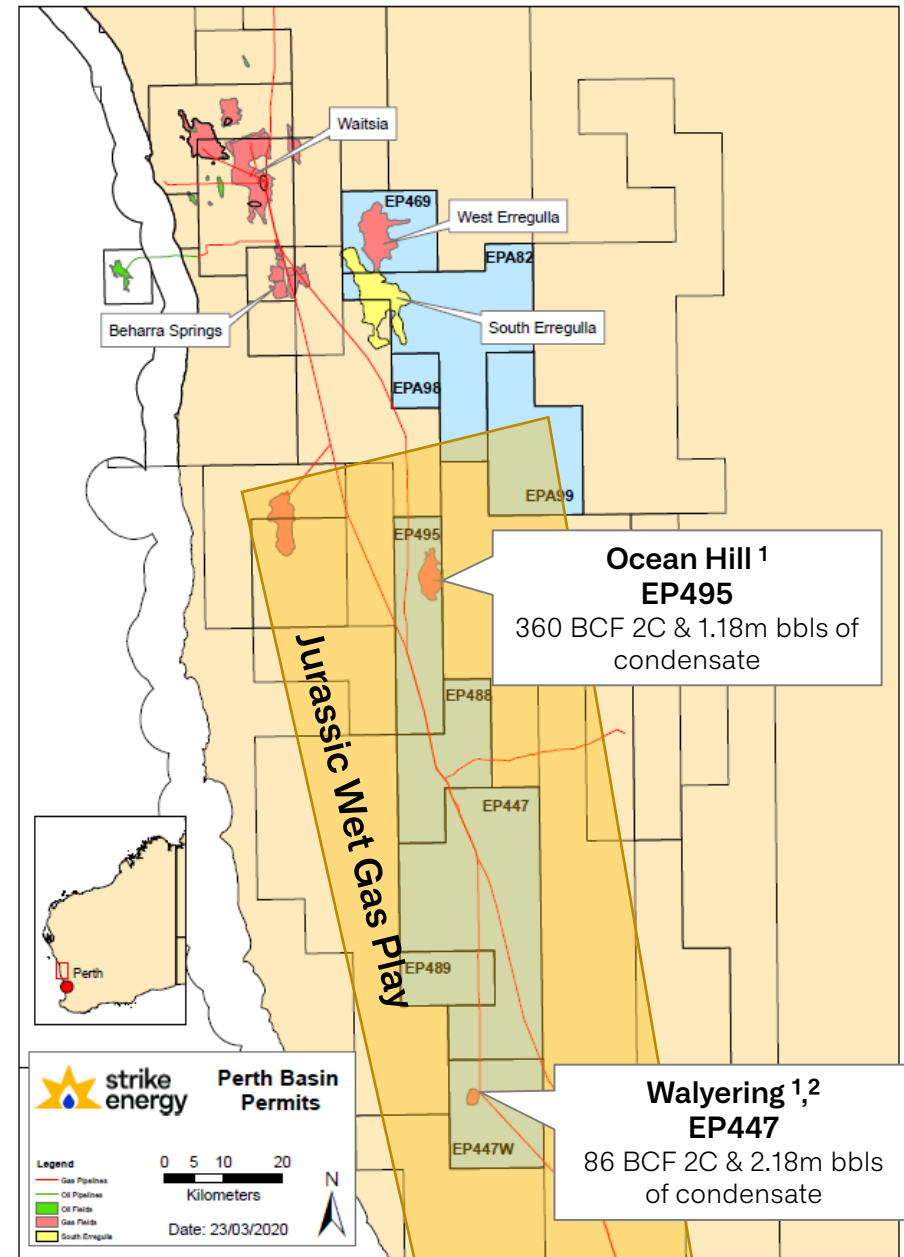 Waitsia
EP469
West Erregulla
EPA82
South Erregulla
Beharra Springs
EPA98
EPA99
EP495
Ocean Hill 1
EP495
360 BCF 2C & 1.18m bbls of
condensate
Jurassic Wet Gas Play
EP488
EP447
EP489
Perth
Walyering 1,2
EP447
86 BCF 2C & 2.18m bbls
of condensate
EP447W
strike
energy
Perth Basin
Permits
Legend
Gas Pipelines
Oil Pipelines
Oil Fields
Gas Fields
South Erregulla
0 5 10 20
Kilometers
Date: 23/03/2020
N